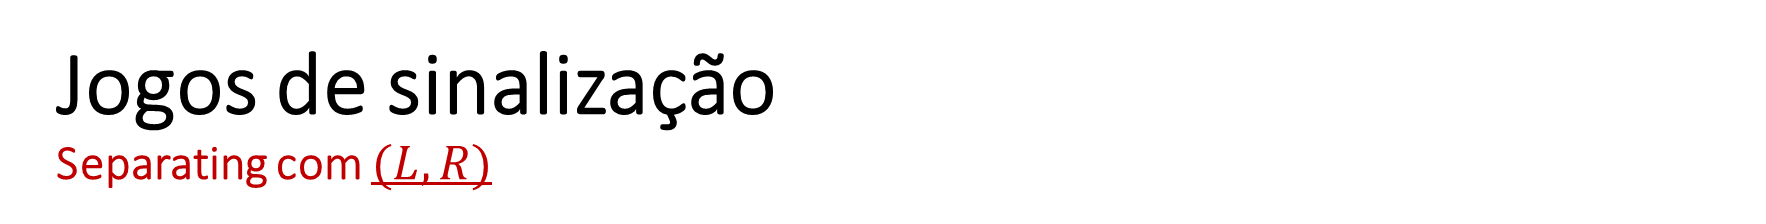 Jogos de sinalização
Separating com (L, R)